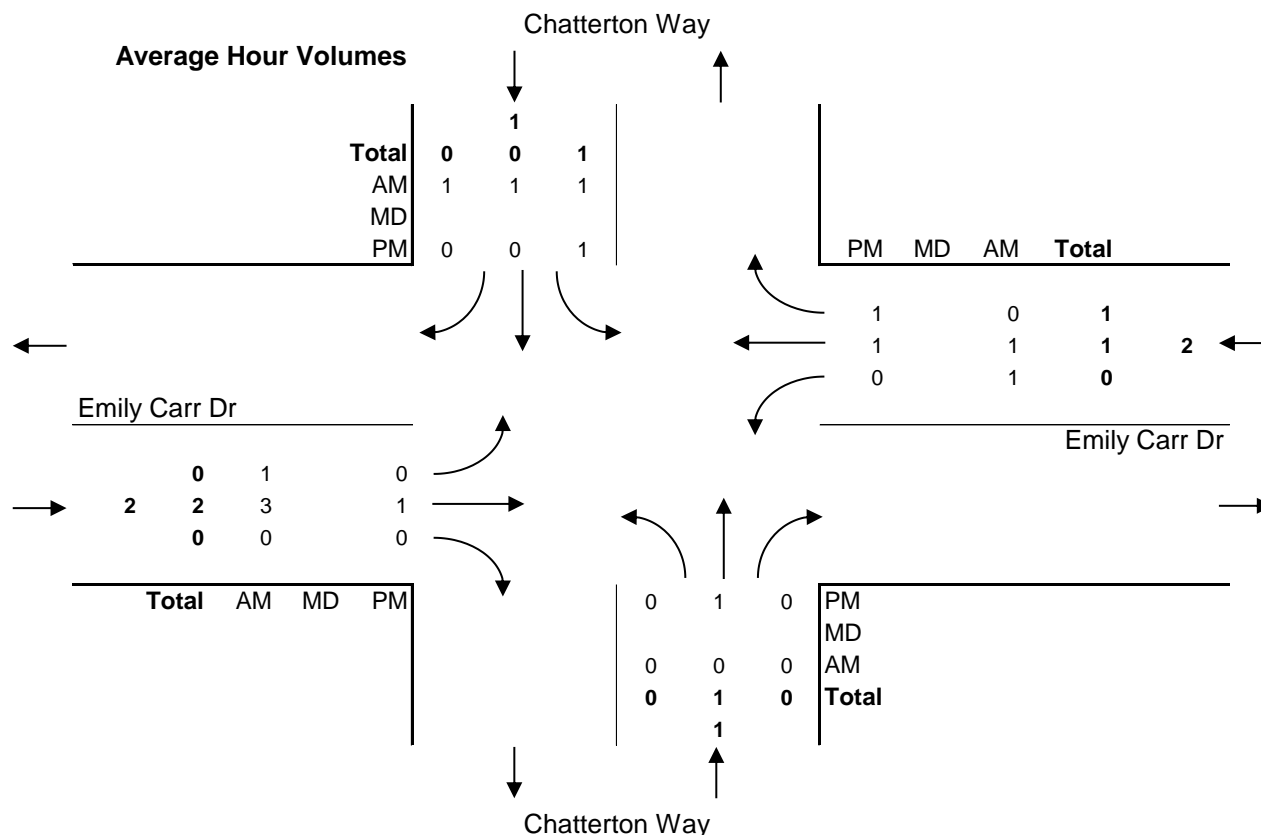 Chatterton Way
Average Hour Volumes
1
Total 0 0 1
AM 1 1 1
MD
PM 0 0 1
PM MD AM Total
1 0 1
1 1 1 2
0 1 0
Emily Carr Dr
Emily Carr Dr
0 1 0
2 2 3 1
0 0 0
Total AM MD PM
0 1 0 PM
MD
0 0 0 AM
0 1 0 Total
1
Chatterton Way